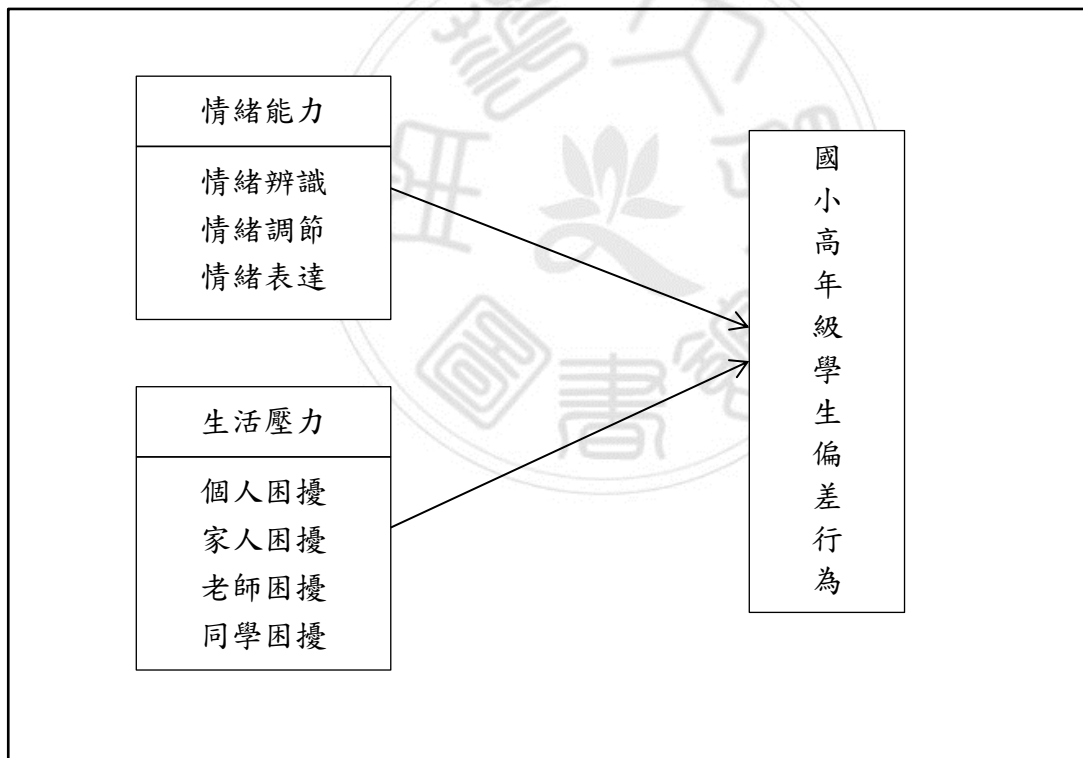 情緒能力
情緒辨識
情緒調節
情緒表達
生活壓力
個人困擾
家人困擾
老師困擾
同學困擾
國小高年級學生偏差行為